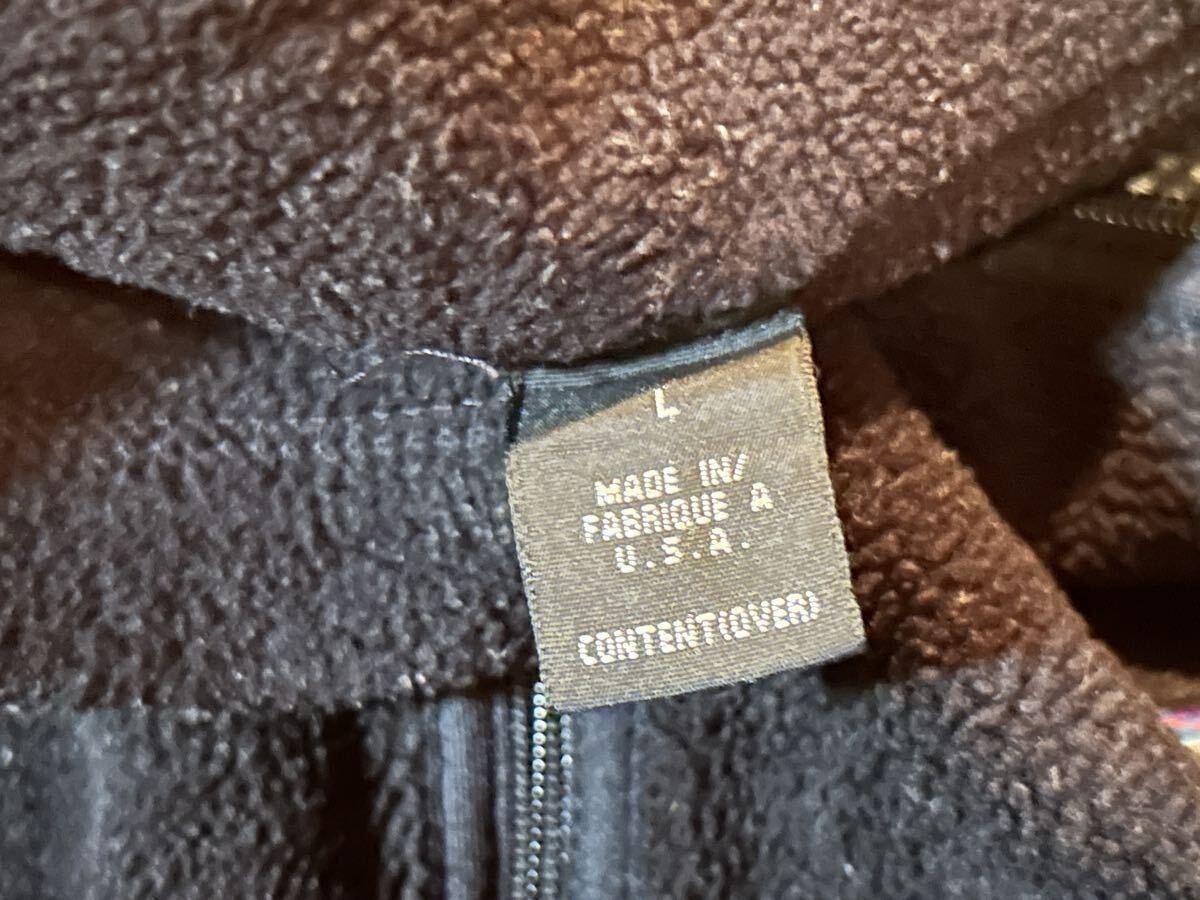 L
MADE IN/
FABRIQUE A
U.S.A.
CONTENT(OVER)